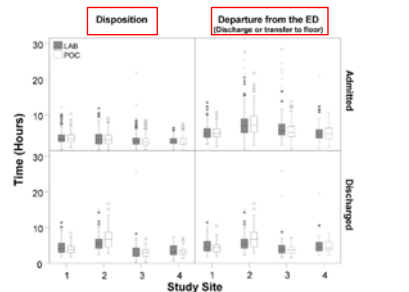 Disposition
Departure from the ED
(Discharge or transfer to floor)
LAB
POC
30
20
10
Admitted
30
20
10
0
Discharged
Time (Hours)
1 2 3 4 1 2 3 4
Study Site